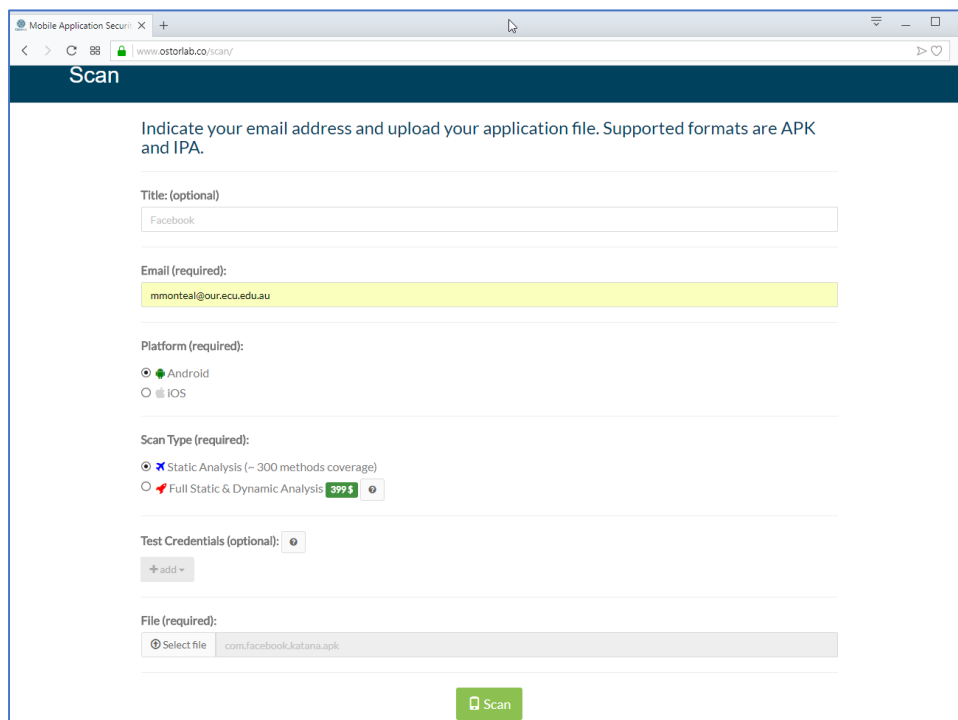 Mobile Application Securit
www.ostorlab.co/scan/
Scan
Indicate your email address and upload your application file. Supported formats are APK
and IPA.
Title: (optional)
Facebook
Email (required):
mmonteal@our.ecu.edu.au
Platform (required):
Android
iOS
Scan Type (required):
Static Analysis (~ 300 methods coverage)
Full Static & Dynamic Analysis 399 $
Test Credentials (optional):
+ add
File (required):
Select file com.facebook.katana.apk
Scan